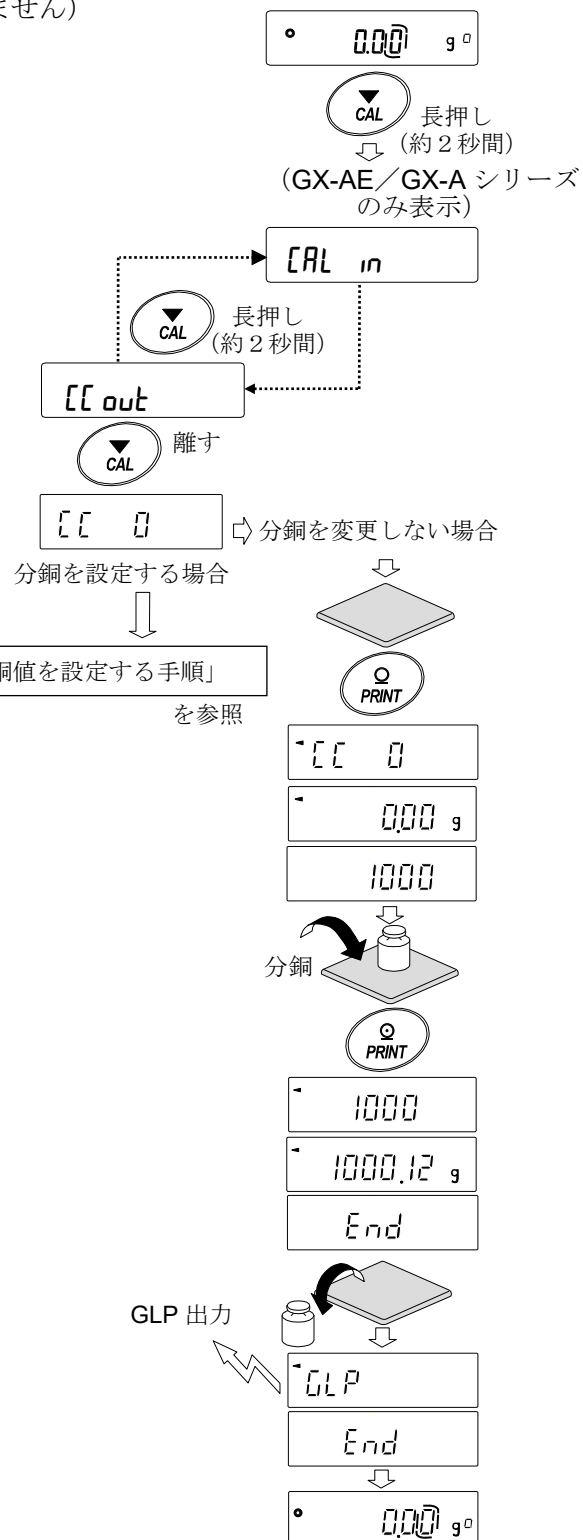 ません）
0.00 g
CAL
長押し
（約２秒間）
（GX-AE／GX-A シリーズ
のみ表示）
CAL in
CAL
長押し
（約２秒間）
CC out
CAL
離す
CC 0
分銅を変更しない場合
分銅を設定する場合
銅値を設定する手順」
を参照
PRINT
CC 0
0.00 g
1000
分銅
PRINT
1000
1000.12 g
End
GLP 出力
GLP
End
0.00 g